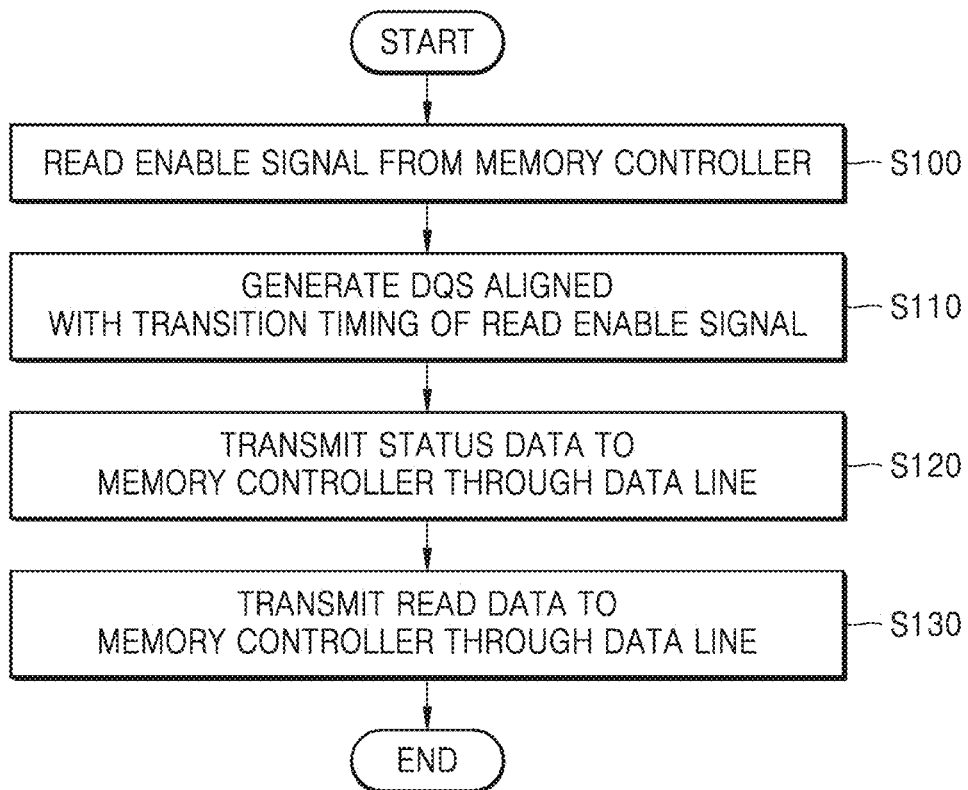 START
READ ENABLE SIGNAL FROM MEMORY CONTROLLER
S100
GENERATE DQS ALIGNED
WITH TRANSITION TIMING OF READ ENABLE SIGNAL
S110
TRANSMIT STATUS DATA TO
MEMORY CONTROLLER THROUGH DATA LINE
S120
TRANSMIT READ DATA TO
MEMORY CONTROLLER THROUGH DATA LINE
S130
END